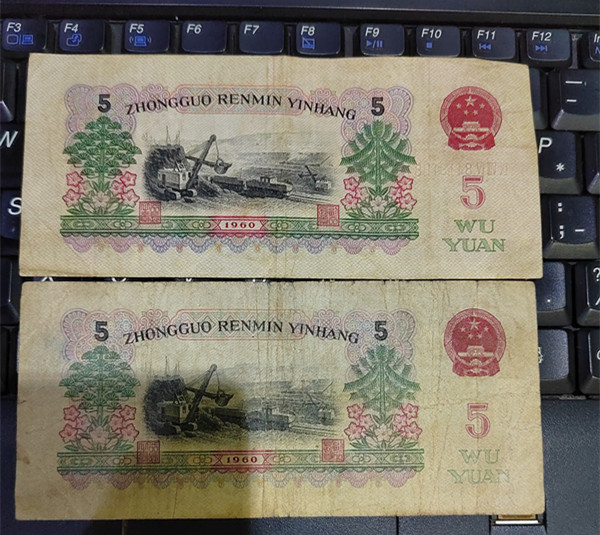 F3 F4 F5 F6 F7 F8 F9 F10 F11 F12
5 ZHONGGUO RENMIN YINHANG 5
5
WU
YUAN
1960
5 ZHONGGUO RENMIN YINHANG 5
5
WU
YUAN
1960
W
S
P
*
:
;
"
?